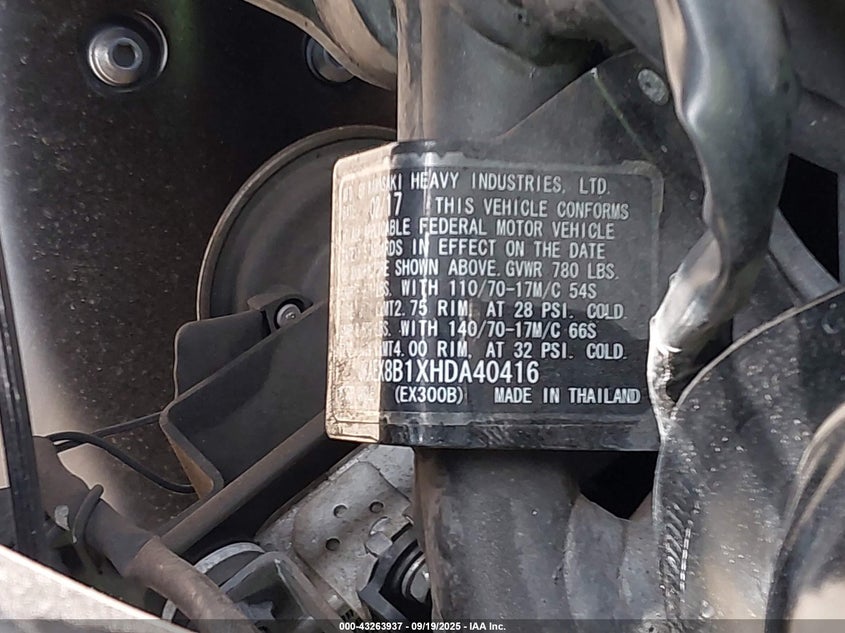 HEAVY INDUSTRIES, LTD.
17 THIS VEHICLE CONFORMS
FEDERAL MOTOR VEHICLE
IN EFFECT ON THE DATE
SHOWN ABOVE. GVWR 780 LBS.
WITH 110/70-17M/C 54S
2.75 RIM, AT 28 PSI. COLD.
WITH 140/70-17M/C 66S
4.00 RIM, AT 32 PSI. COLD.
EX8B1XHDA40416
(EX300B) MADE IN THAILAND
000-43263937 - 09/19/2025 - IAA Inc.